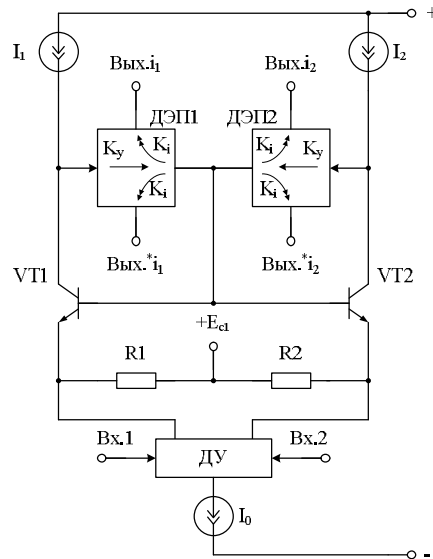 +
I₁ I₂
Вых.i₁ Вых.i₂
ДЭП1 ДЭП2
Kу Ki Ki Kу
Ki Ki
Вых.*i₁ Вых.*i₂
VT1 VT2
+Ec1
R1 R2
Вх.1 Вх.2
ДУ
I₀
-